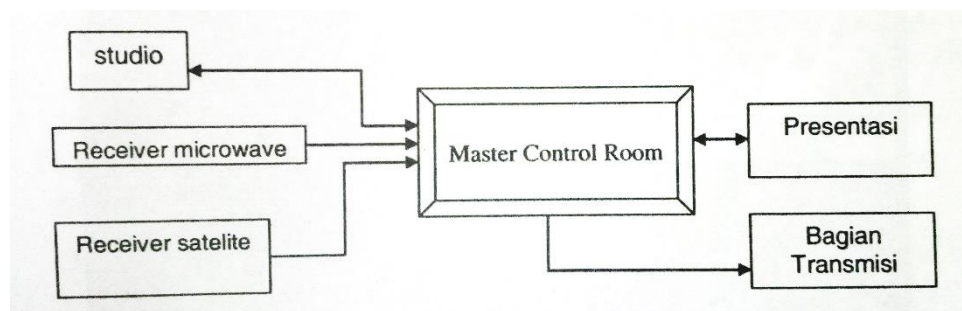 studio
Receiver microwave
Receiver satelite
Master Control Room
Presentasi
Bagian
Transmisi